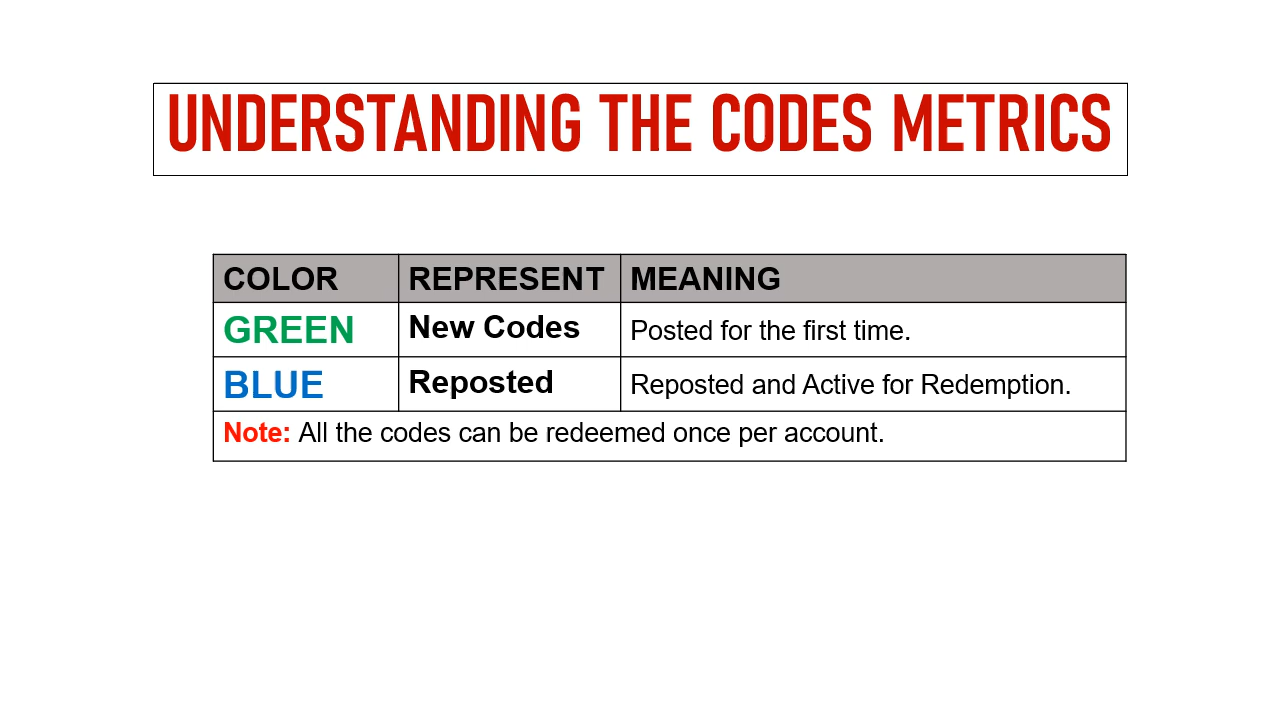 UNDERSTANDING THE CODES METRICS
COLOR REPRESENT MEANING
GREEN New Codes Posted for the first time.
BLUE Reposted Reposted and Active for Redemption.
Note: All the codes can be redeemed once per account.